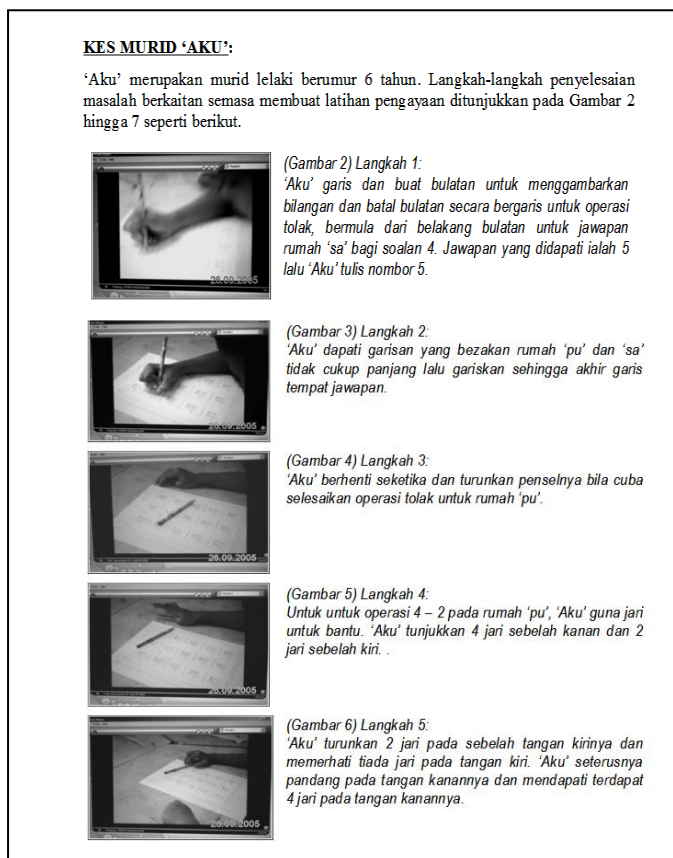 KES MURID ‘AKU’:
‘Aku’ merupakan murid lelaki berumur 6 tahun. Langkah-langkah penyelesaian
masalah berkaitan semasa membuat latihan pengayaan ditunjukkan pada Gambar 2
hingga 7 seperti berikut.
(Gambar 2) Langkah 1:
‘Aku’ garis dan buat bulatan untuk menggambarkan
bilangan dan batal bulatan secara bergaris untuk operasi
tolak, bermula dari belakang bulatan untuk jawapan
rumah ‘sa’ bagi soalan 4. Jawapan yang didapati ialah 5
lalu ‘Aku’ tulis nombor 5.
26.09.2005
(Gambar 3) Langkah 2:
‘Aku’ dapati garisan yang bezakan rumah ‘pu’ dan ‘sa’
tidak cukup panjang lalu gariskan sehingga akhir garis
tempat jawapan.
26.09.2005
(Gambar 4) Langkah 3:
‘Aku’ berhenti seketika dan turunkan penselnya bila cuba
selesaikan operasi tolak untuk rumah ‘pu’.
26.09.2005
(Gambar 5) Langkah 4:
Untuk untuk operasi 4 – 2 pada rumah ‘pu’, ‘Aku’ guna jari
untuk bantu. ‘Aku’ tunjukkan 4 jari sebelah kanan dan 2
jari sebelah kiri. .
26.09.2005
(Gambar 6) Langkah 5:
‘Aku’ turunkan 2 jari pada sebelah tangan kirinya dan
memerhati tiada jari pada tangan kiri. ‘Aku’ seterusnya
pandang pada tangan kanannya dan mendapati terdapat
4 jari pada tangan kanannya.
26.09.2005